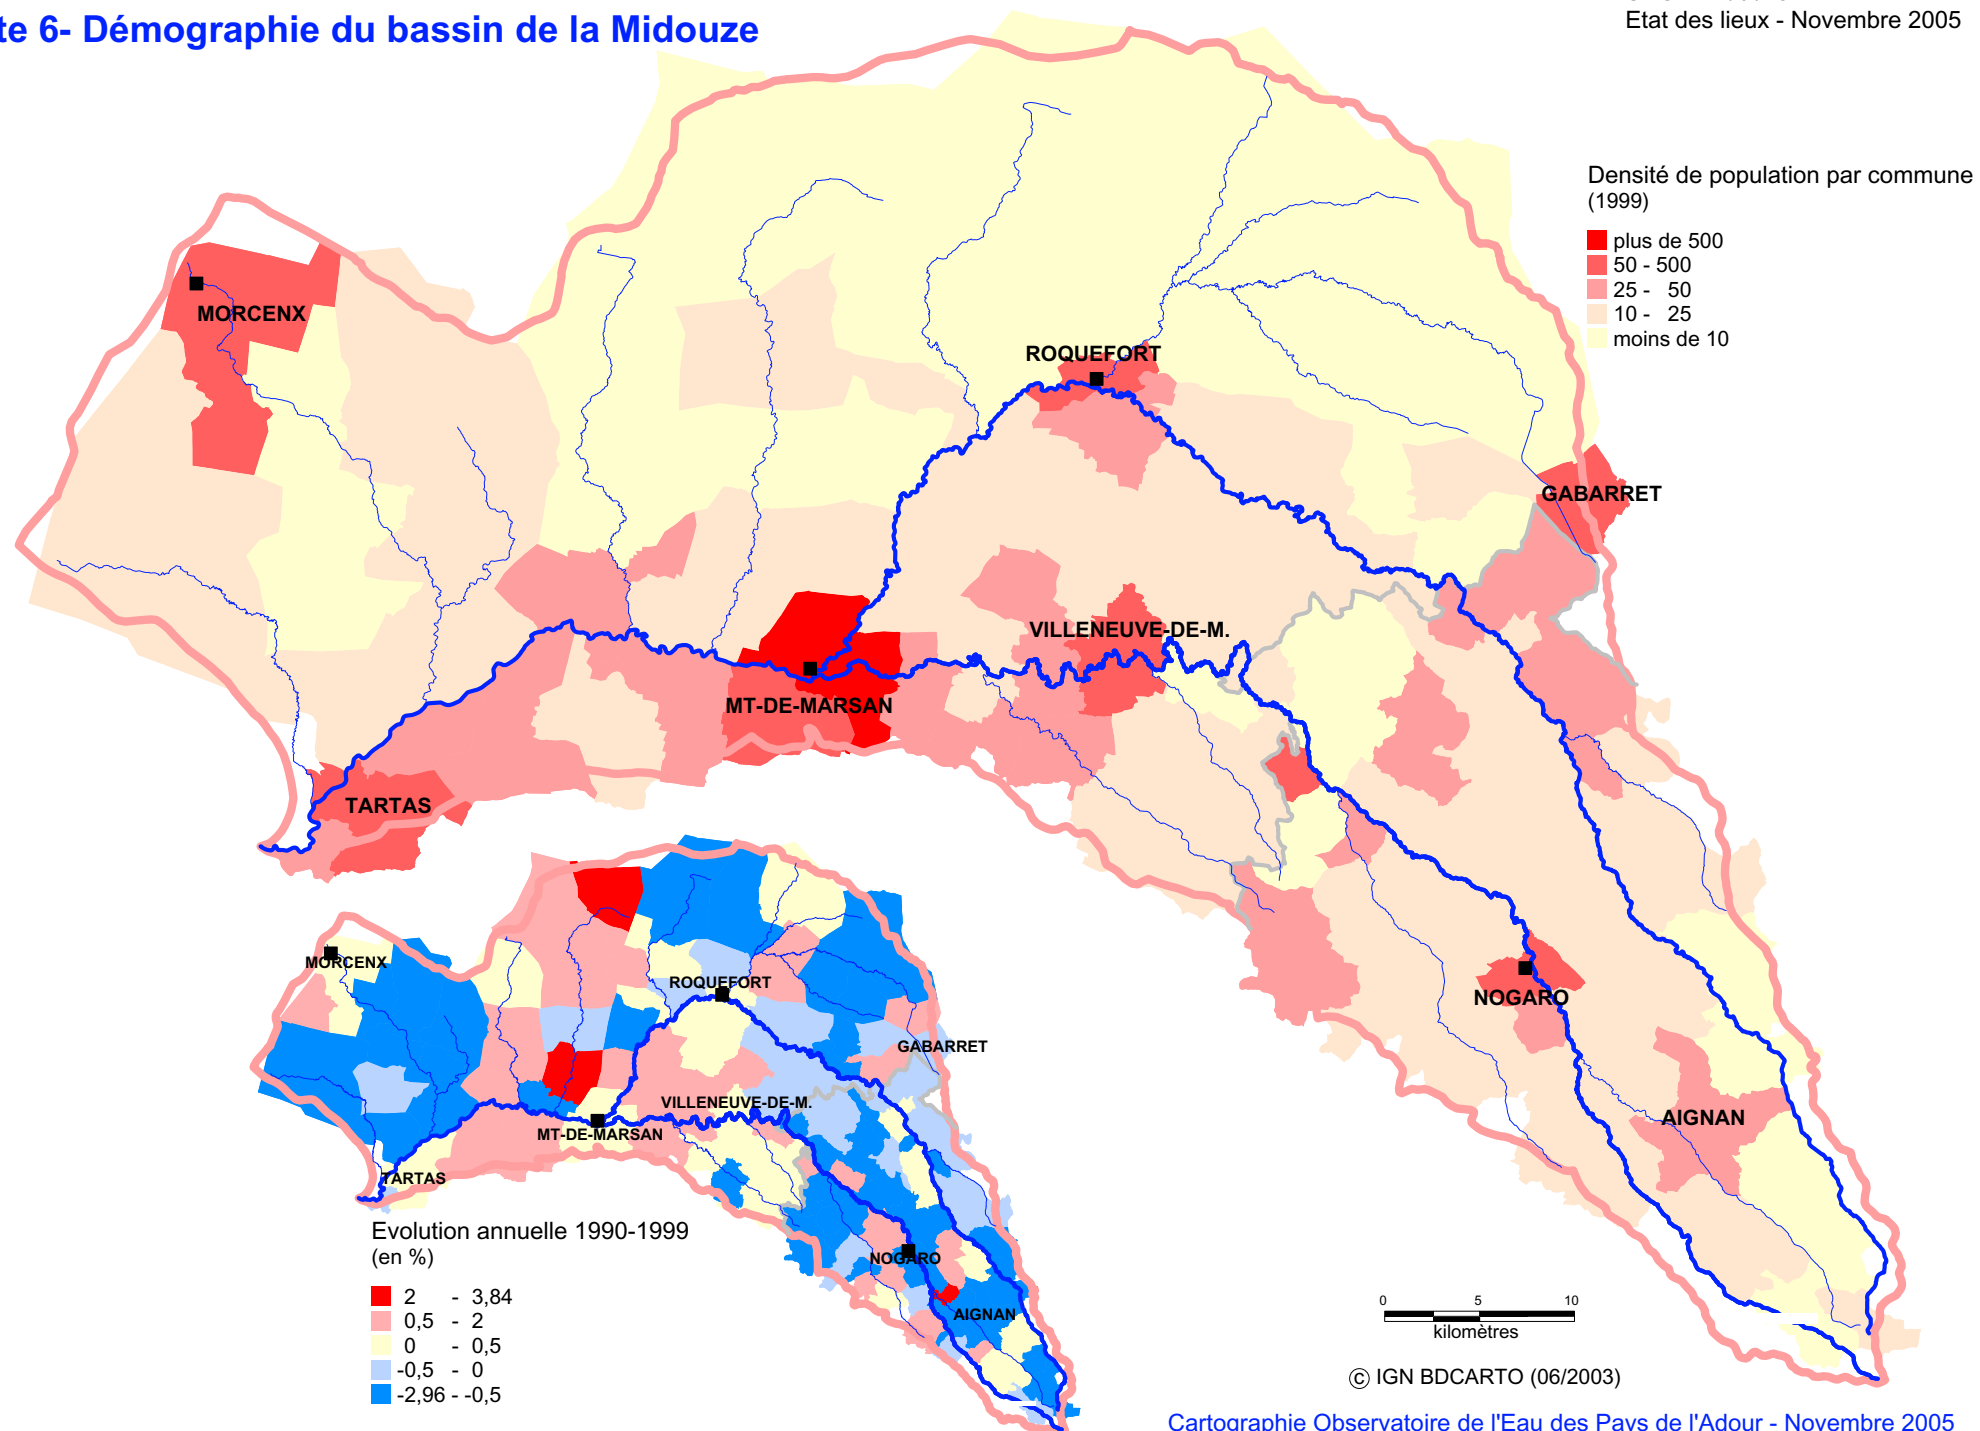 te 6- Démographie du bassin de la Midouze
Etat des lieux - Novembre 2005
Densité de population par commune
(1999)
plus de 500
50 - 500
25 - 50
10 - 25
moins de 10
MORCENX
ROQUEFORT
GABARRET
VILLENEUVE-DE-M.
MT-DE-MARSAN
TARTAS
NOGARO
AIGNAN
MORCENX
ROQUEFORT
GABARRET
VILLENEUVE-DE-M.
MT-DE-MARSAN
TARTAS
NOGARO
AIGNAN
Evolution annuelle 1990-1999
(en %)
2 - 3,84
0,5 - 2
0 - 0,5
-0,5 - 0
-2,96 - -0,5
0 5 10
kilomètres
© IGN BDCARTO (06/2003)
Cartographie Observatoire de l'Eau des Pays de l'Adour - Novembre 2005